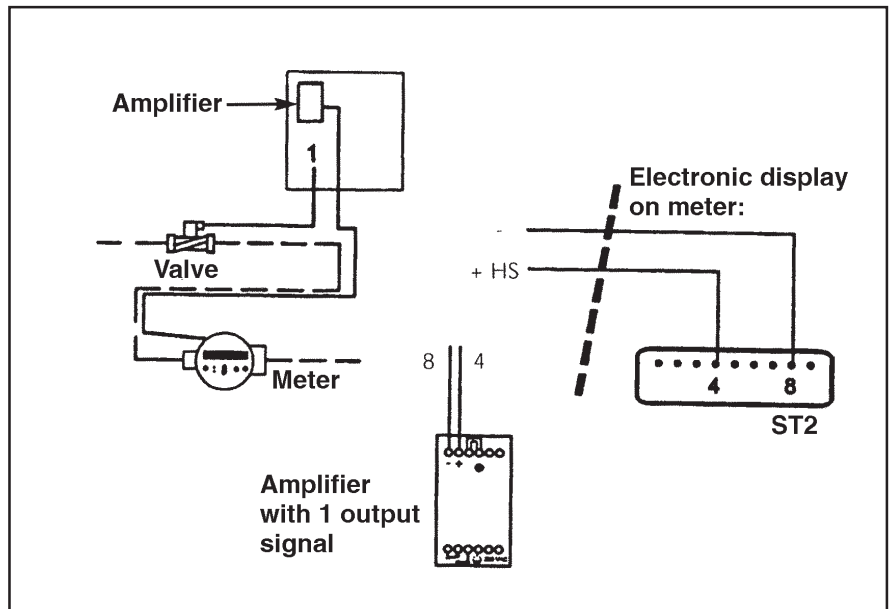 Amplifier
1
Valve
Meter
Electronic display
on meter:
-
+ HS
4 8
ST2
8 4
- +
Amplifier
with 1 output
signal